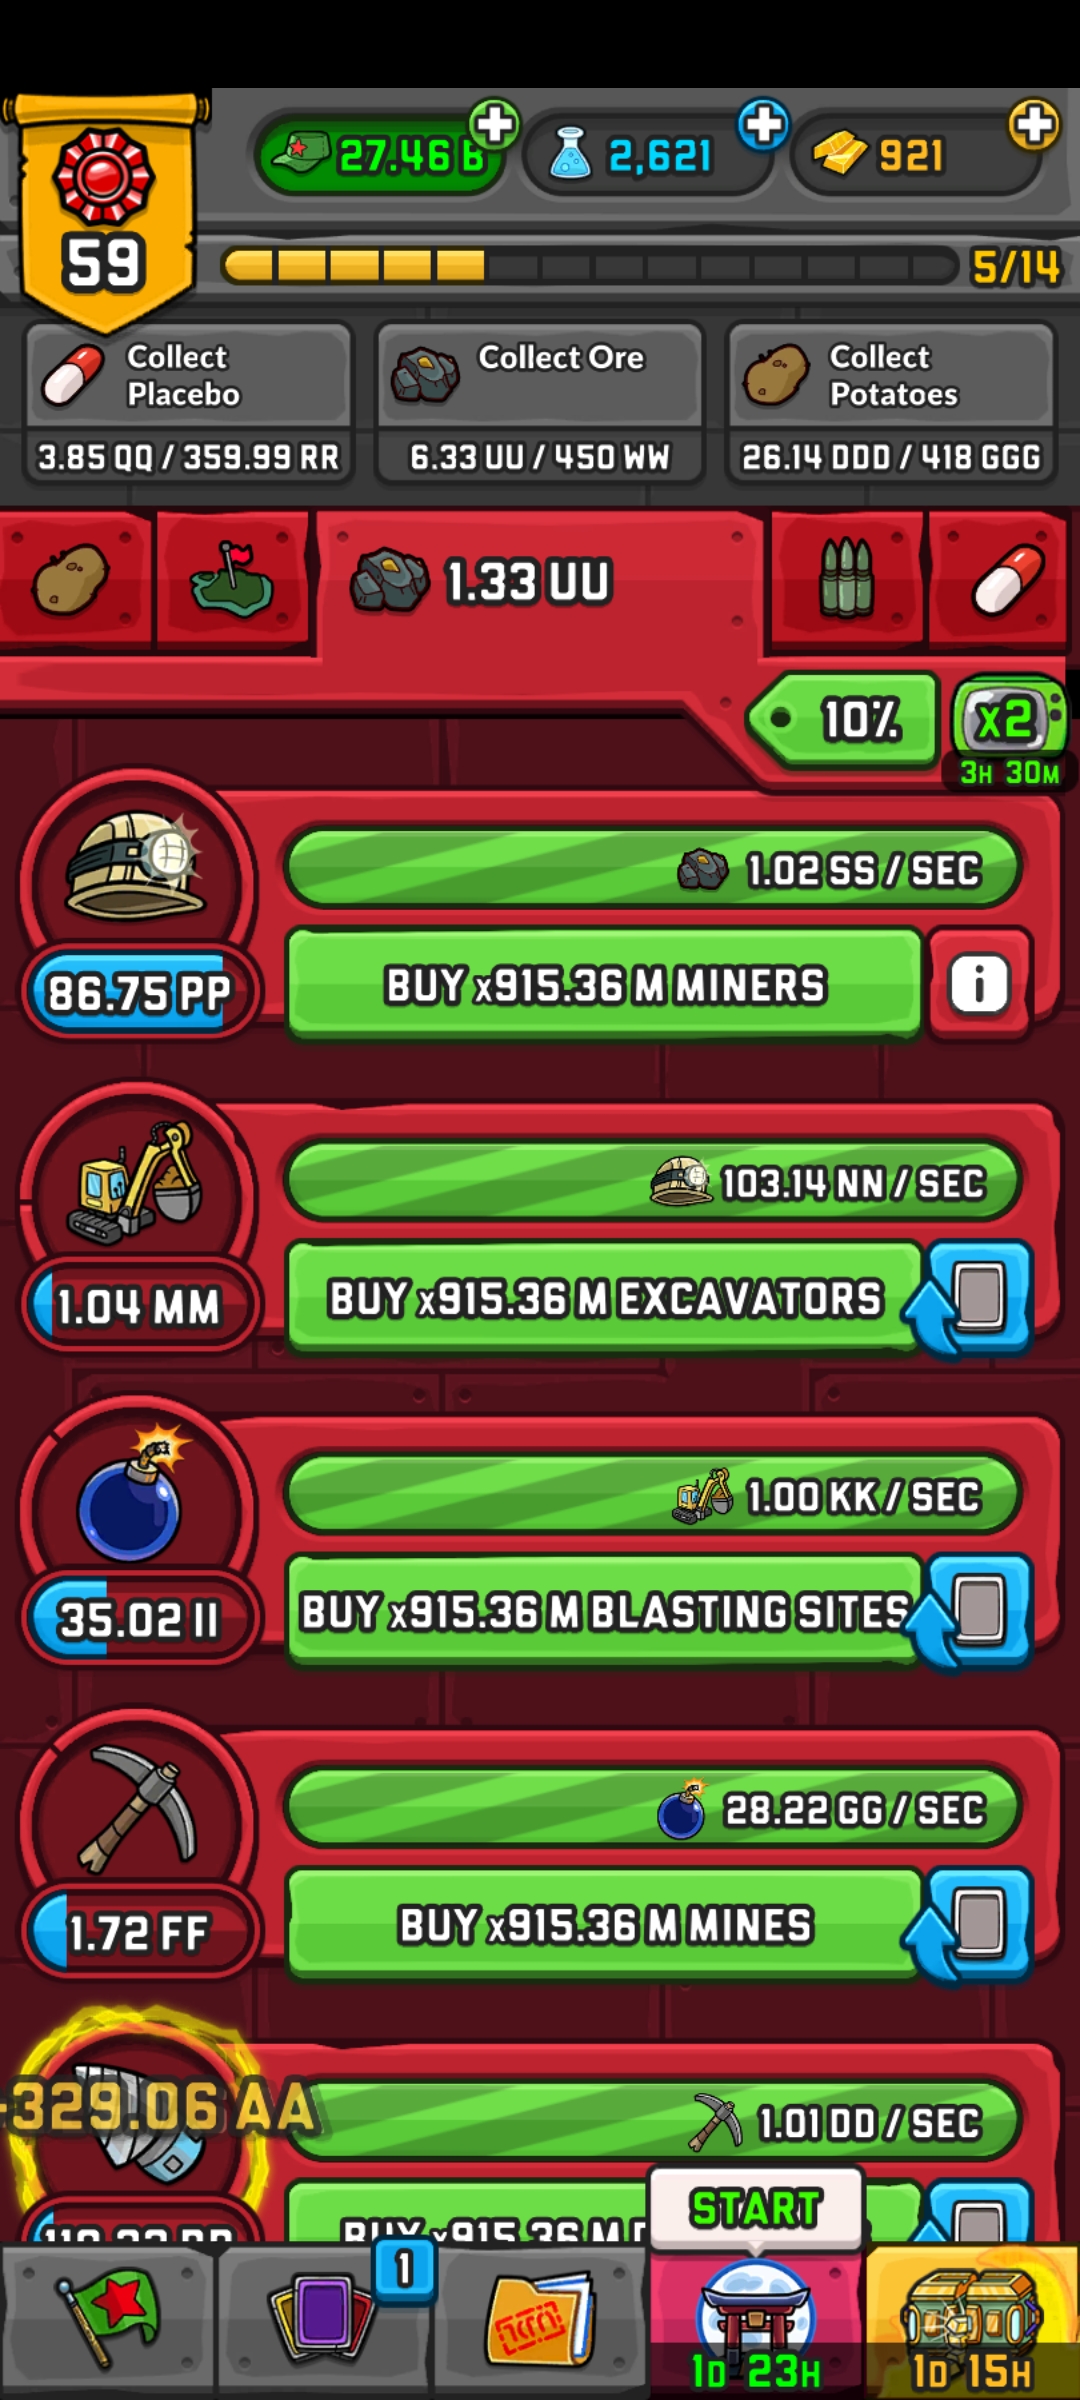 27.46 B
2,621
921
59
5/14
Collect Placebo
3.85 QQ / 359.99 RR
Collect Ore
6.33 UU / 450 WW
Collect Potatoes
26.14 DDD / 418 GGG
1.33 UU
10%
x2
3H 30M
1.02 SS / SEC
86.75 PP
BUY x915.36 M MINERS
i
103.14 NN / SEC
1.04 MM
BUY x915.36 M EXCAVATORS
1.00 KK / SEC
35.02 II
BUY x915.36 M BLASTING SITES
28.22 GG / SEC
1.72 FF
BUY x915.36 M MINES
329.06 AA
1.01 DD / SEC
BUY x915.36 M
START
1
1D 23H
1D 15H